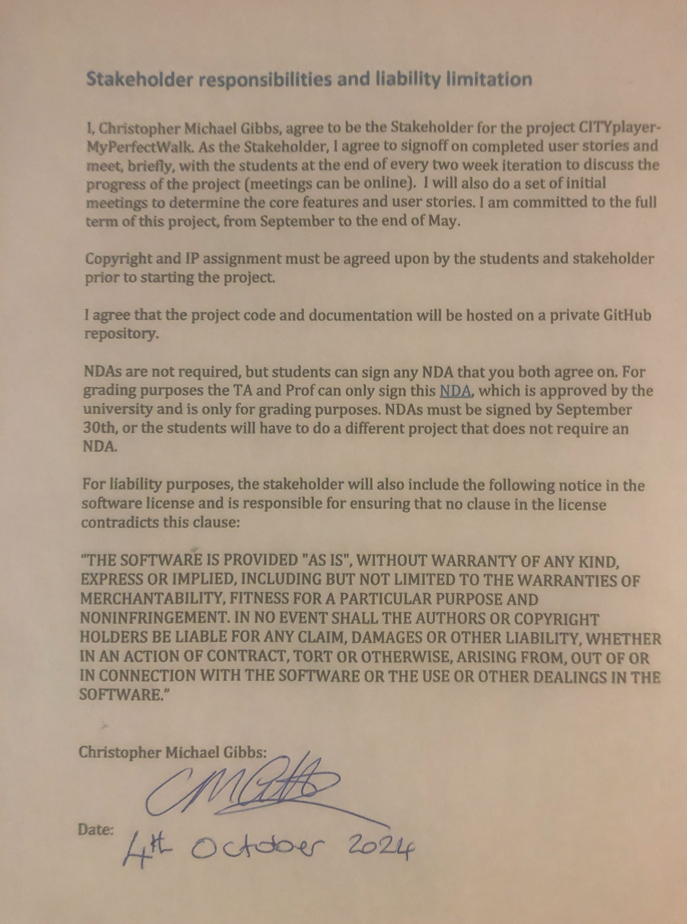 Stakeholder responsibilities and liability limitation
I, Christopher Michael Gibbs, agree to be the Stakeholder for the project CITYplayer-
MyPerfectWalk. As the Stakeholder, I agree to signoff on completed user stories and
meet, briefly, with the students at the end of every two week iteration to discuss the
progress of the project (meetings can be online). I will also do a set of initial
meetings to determine the core features and user stories. I am committed to the full
term of this project, from September to the end of May.
Copyright and IP assignment must be agreed upon by the students and stakeholder
prior to starting the project.
I agree that the project code and documentation will be hosted on a private GitHub
repository.
NDAs are not required, but students can sign any NDA that you both agree on. For
grading purposes the TA and Prof can only sign this NDA, which is approved by the
university and is only for grading purposes. NDAs must be signed by September
30th, or the students will have to do a different project that does not require an
NDA.
For liability purposes, the stakeholder will also include the following notice in the
software license and is responsible for ensuring that no clause in the license
contradicts this clause:
"THE SOFTWARE IS PROVIDED "AS IS", WITHOUT WARRANTY OF ANY KIND,
EXPRESS OR IMPLIED, INCLUDING BUT NOT LIMITED TO THE WARRANTIES OF
MERCHANTABILITY, FITNESS FOR A PARTICULAR PURPOSE AND
NONINFRINGEMENT. IN NO EVENT SHALL THE AUTHORS OR COPYRIGHT
HOLDERS BE LIABLE FOR ANY CLAIM, DAMAGES OR OTHER LIABILITY, WHETHER
IN AN ACTION OF CONTRACT, TORT OR OTHERWISE, ARISING FROM, OUT OF OR
IN CONNECTION WITH THE SOFTWARE OR THE USE OR OTHER DEALINGS IN THE
SOFTWARE."
Christopher Michael Gibbs:
Date: 4th October 2024